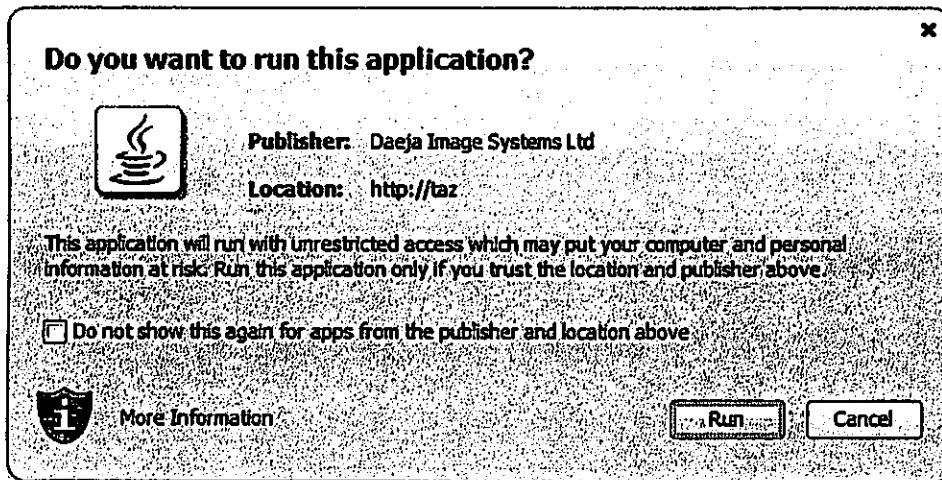 Do you want to run this application?
Publisher: Daeja Image Systems Ltd
Location: http://taz
This application will run with unrestricted access which may put your computer and personal
information at risk. Run this application only if you trust the location and publisher above.
Do not show this again for apps from the publisher and location above
More Information
Run
Cancel